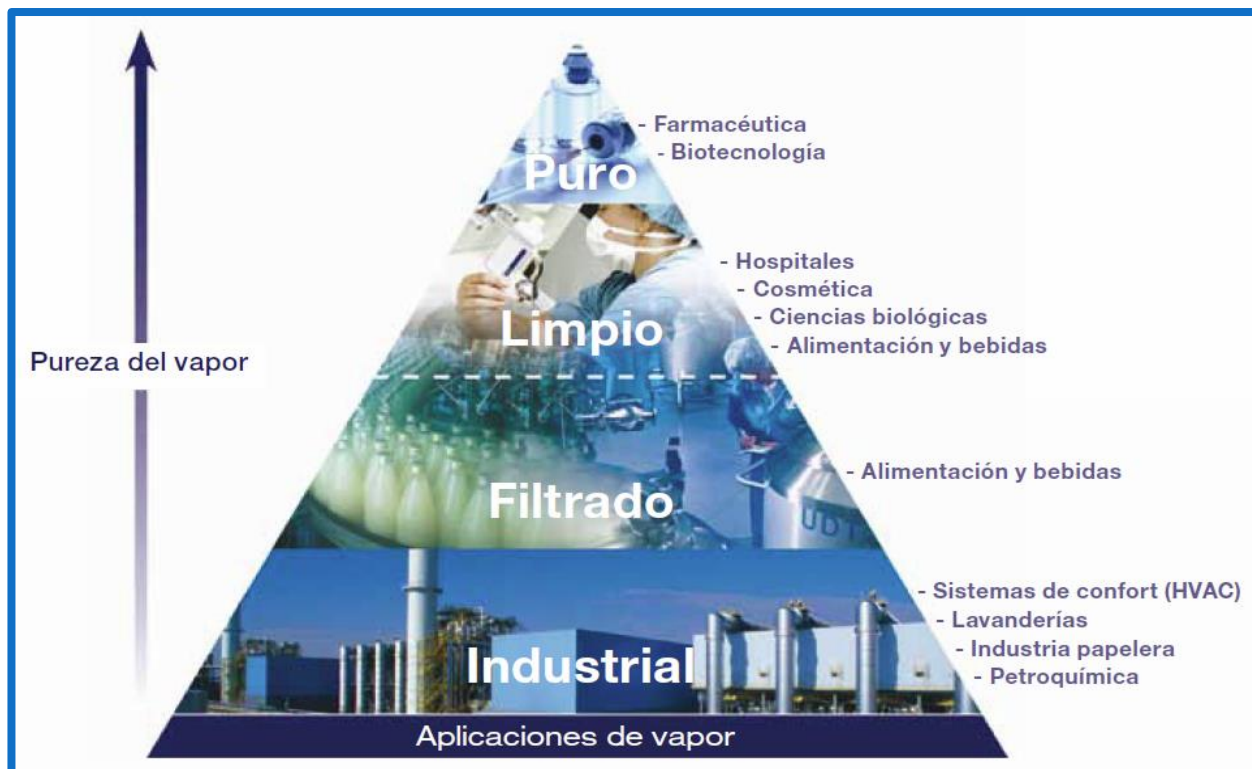 - Farmacéutica
- Biotecnología
Puro
- Hospitales
- Cosmética
- Ciencias biológicas
- Alimentación y bebidas
Limpio
Pureza del vapor
- Alimentación y bebidas
Filtrado
UDI
- Sistemas de confort (HVAC)
- Lavanderías
- Industria papelera
- Petroquímica
Industrial
Aplicaciones de vapor